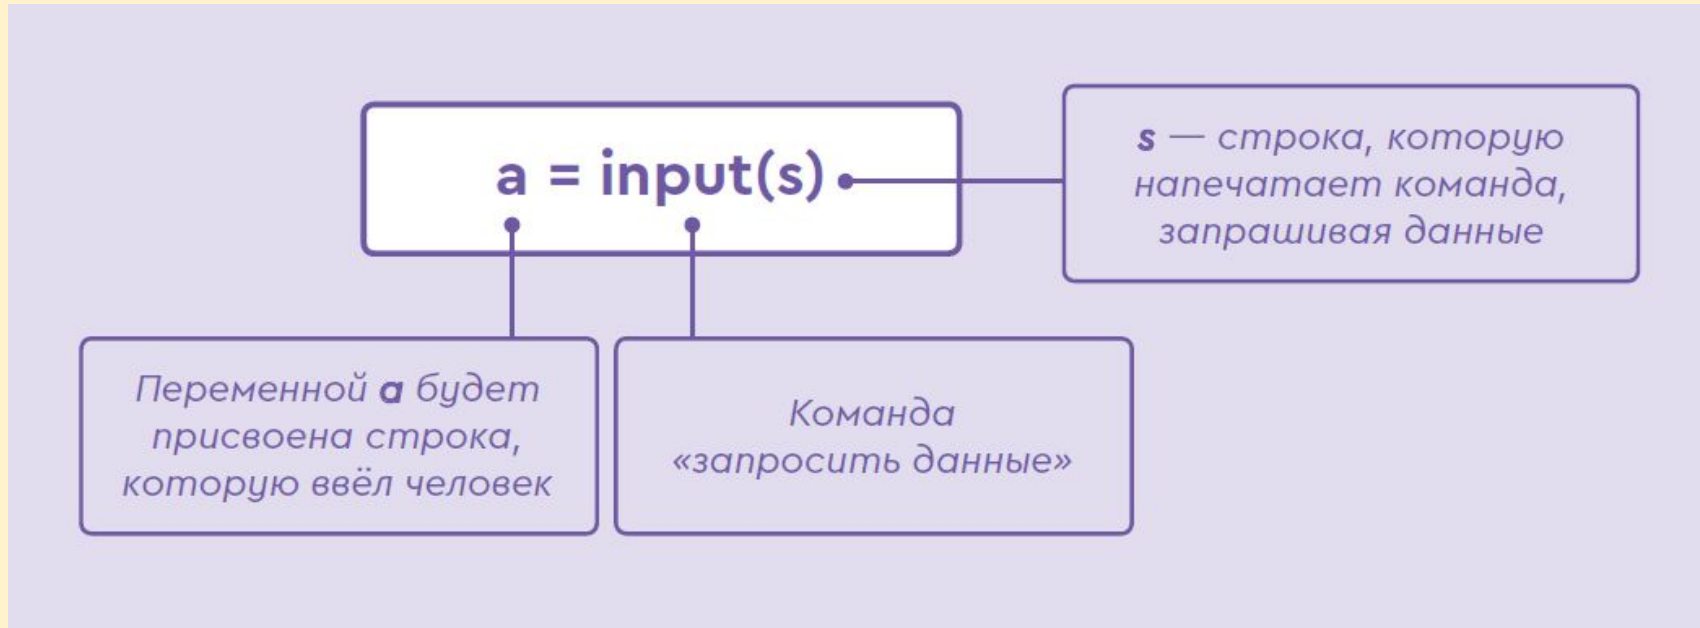 a = input(s)
s — строка, которую
напечатает команда,
запрашивая данные
Переменной a будет
присвоена строка,
которую ввёл человек
Команда
«запросить данные»